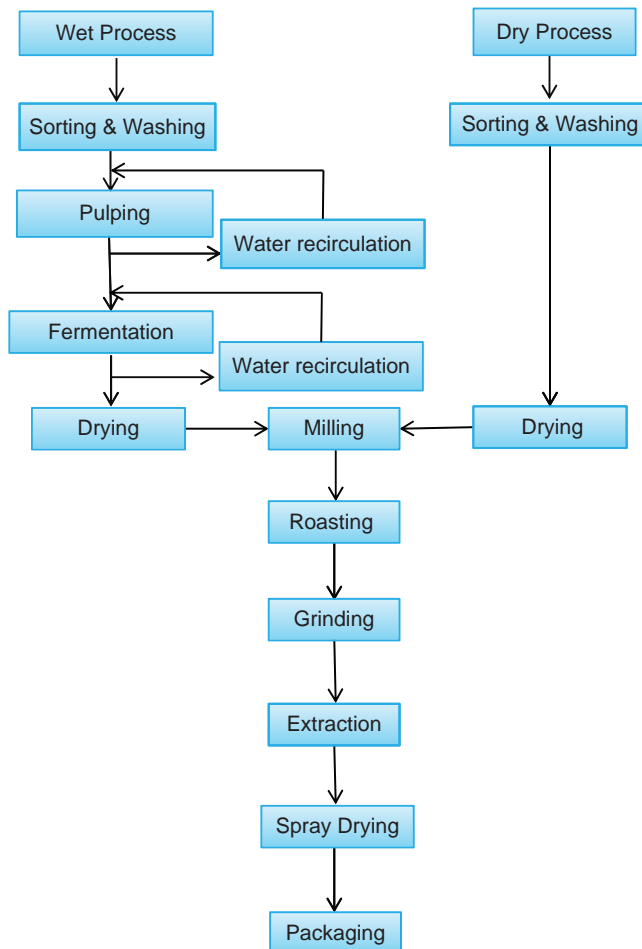 Wet Process
Dry Process
Sorting & Washing
Sorting & Washing
Pulping
Water recirculation
Fermentation
Water recirculation
Drying
Milling
Drying
Roasting
Grinding
Extraction
Spray Drying
Packaging